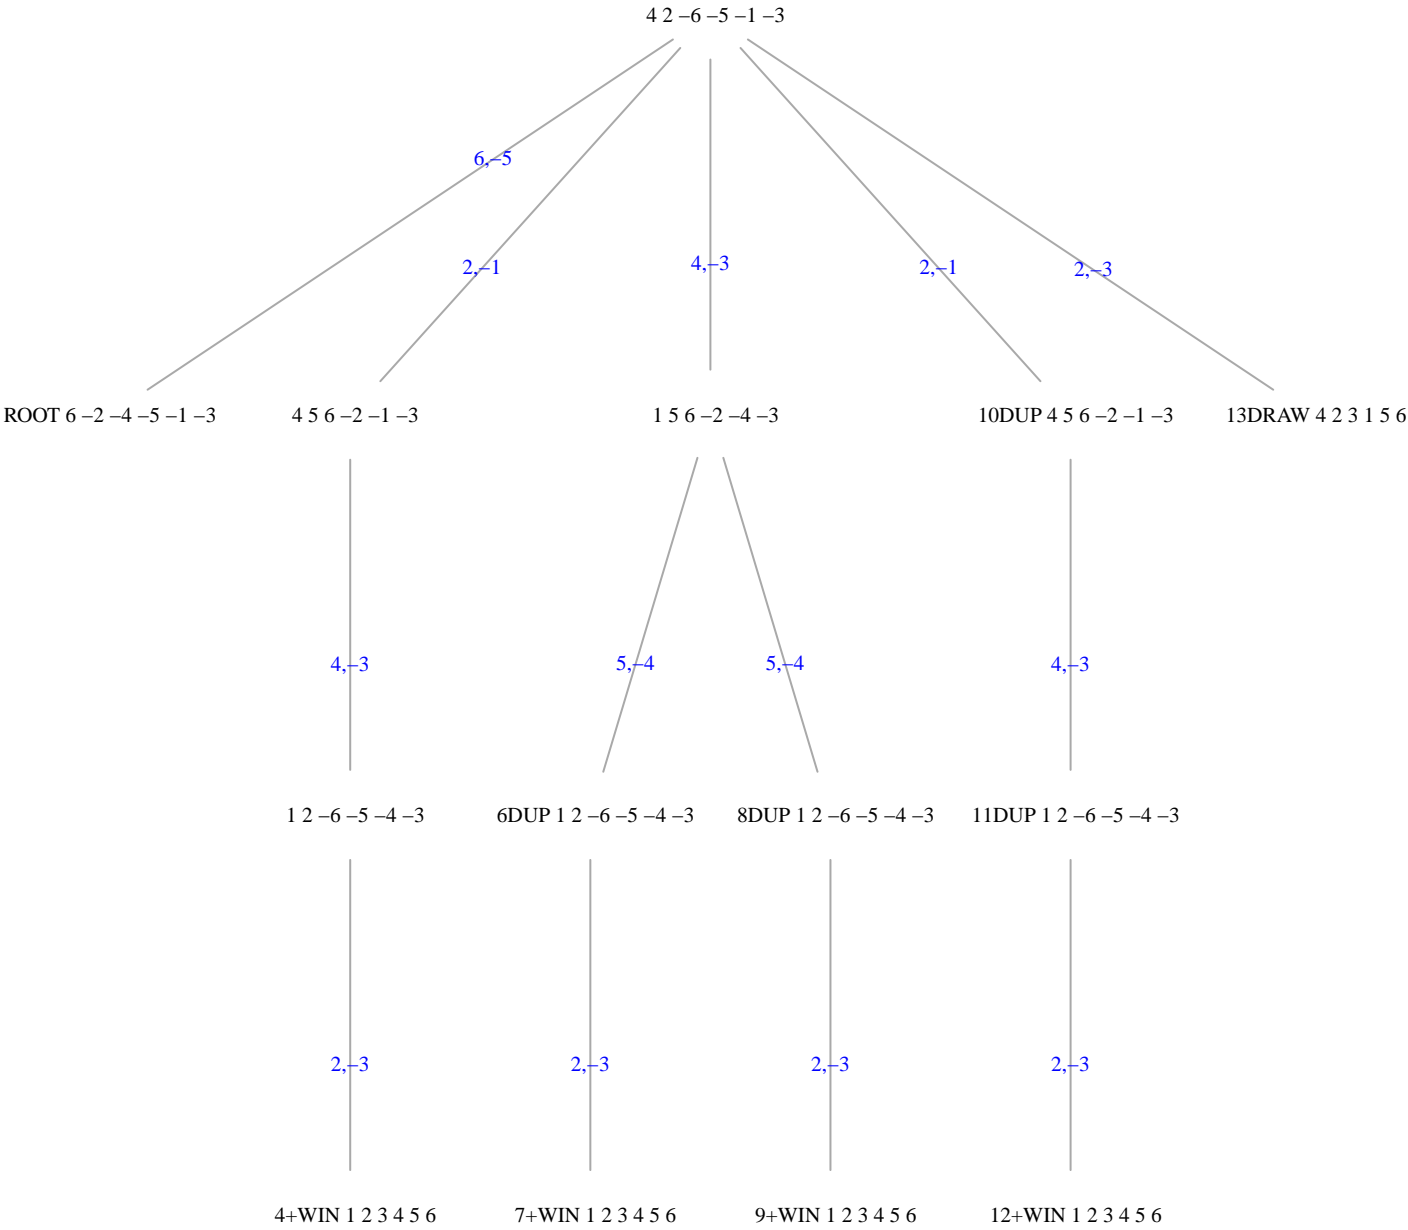 4 2 –6 –5 –1 –3
6,–5
2,–1
4,–3
2,–1
2,–3
ROOT 6 –2 –4 –5 –1 –3
4 5 6 –2 –1 –3
1 5 6 –2 –4 –3
10DUP 4 5 6 –2 –1 –3
13DRAW 4 2 3 1 5 6
4,–3
5,–4
5,–4
4,–3
1 2 –6 –5 –4 –3
6DUP 1 2 –6 –5 –4 –3
8DUP 1 2 –6 –5 –4 –3
11DUP 1 2 –6 –5 –4 –3
2,–3
2,–3
2,–3
2,–3
4+WIN 1 2 3 4 5 6
7+WIN 1 2 3 4 5 6
9+WIN 1 2 3 4 5 6
12+WIN 1 2 3 4 5 6